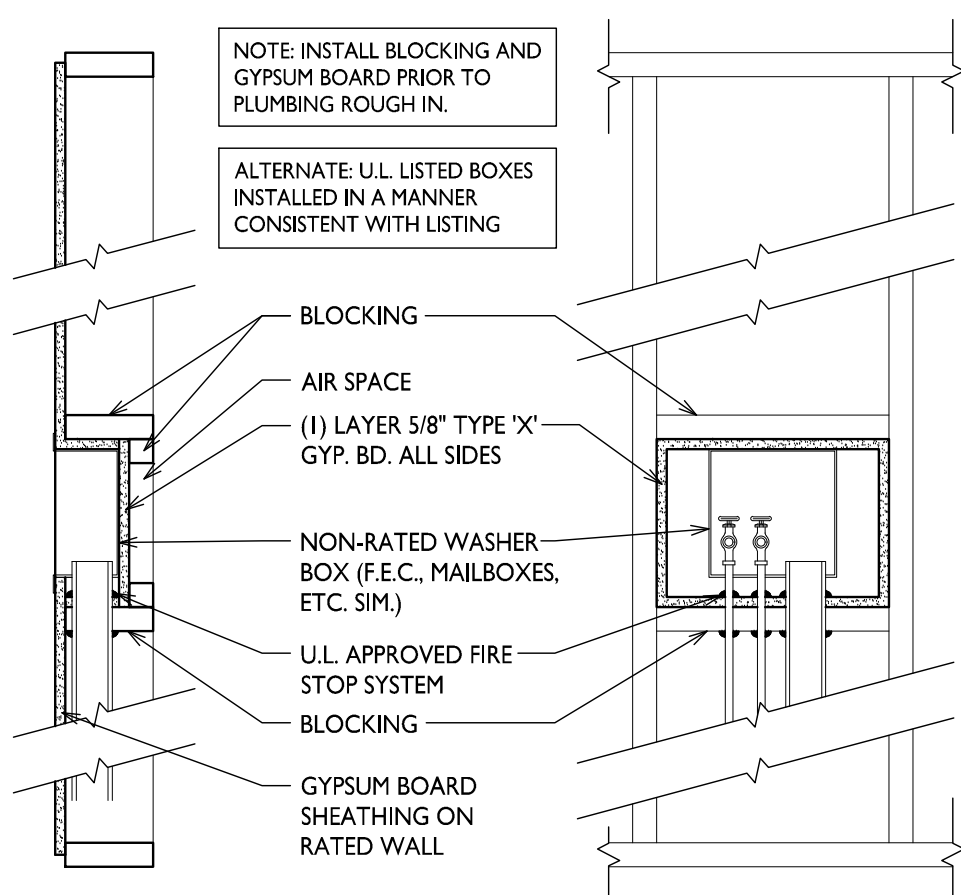 NOTE: INSTALL BLOCKING AND
GYPSUM BOARD PRIOR TO
PLUMBING ROUGH IN.
ALTERNATE: U.L. LISTED BOXES
INSTALLED IN A MANNER
CONSISTENT WITH LISTING
BLOCKING
AIR SPACE
(1) LAYER 5/8" TYPE 'X'
GYP. BD. ALL SIDES
NON-RATED WASHER
BOX (F.E.C., MAILBOXES,
ETC. SIM.)
U.L. APPROVED FIRE
STOP SYSTEM
BLOCKING
GYPSUM BOARD
SHEATHING ON
RATED WALL